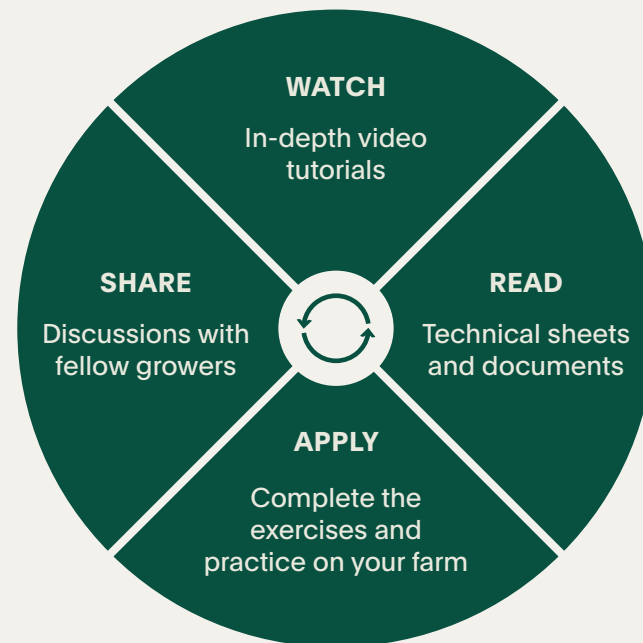 WATCH
In-depth video
tutorials
SHARE
Discussions with
fellow growers
READ
Technical sheets
and documents
APPLY
Complete the
exercises and
practice on your farm